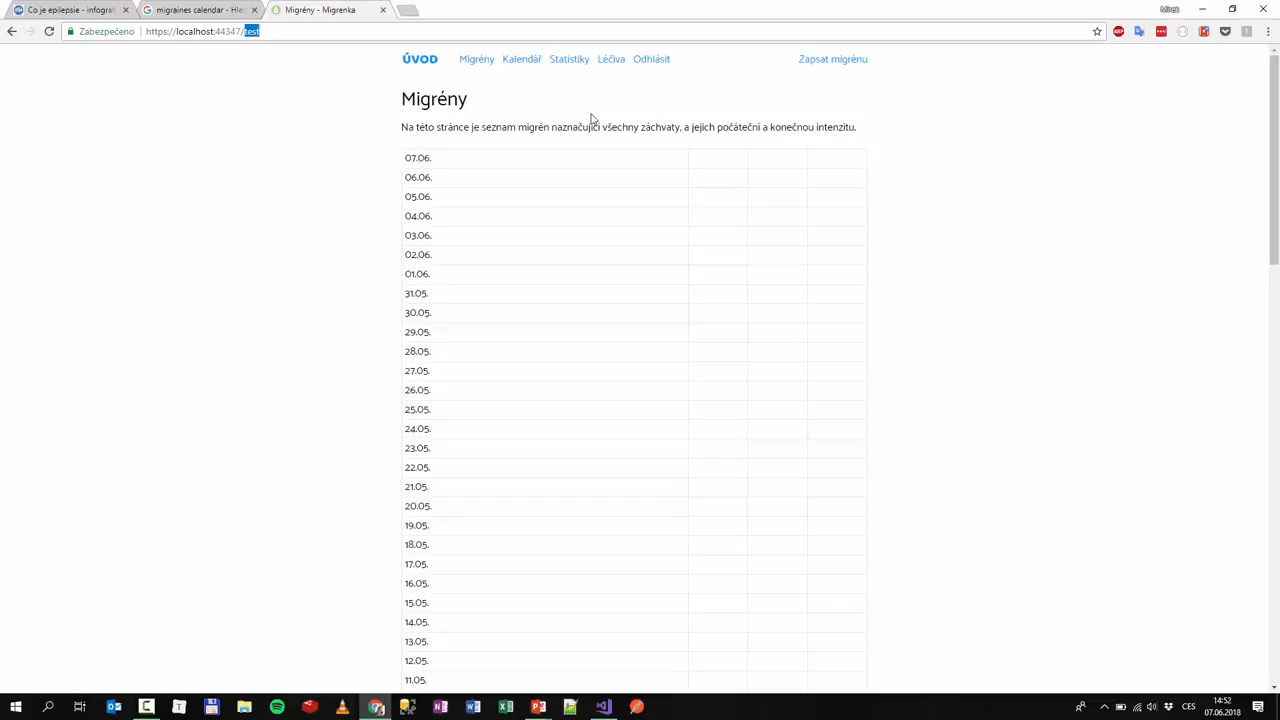 Co je epilepsie - infografi
migraines calendar - Hle
Migrény - Migrenka
Mirek
Zabezpečeno
https://localhost:44347/test
ÚVOD
Migrény
Kalendář
Statistiky
Léčiva
Odhlásit
Zapsat migrénu
Migrény
Na této stránce je seznam migrén naznačující všechny záchvaty, a jejich počáteční a konečnou intenzitu.
07.06.
06.06.
05.06.
04.06.
03.06.
02.06.
01.06.
31.05.
30.05.
29.05.
28.05.
27.05.
26.05.
25.05.
24.05.
23.05.
22.05.
21.05.
20.05.
19.05.
18.05.
17.05.
16.05.
15.05.
14.05.
13.05.
12.05.
11.05.
CES
14:52
07.06.2018